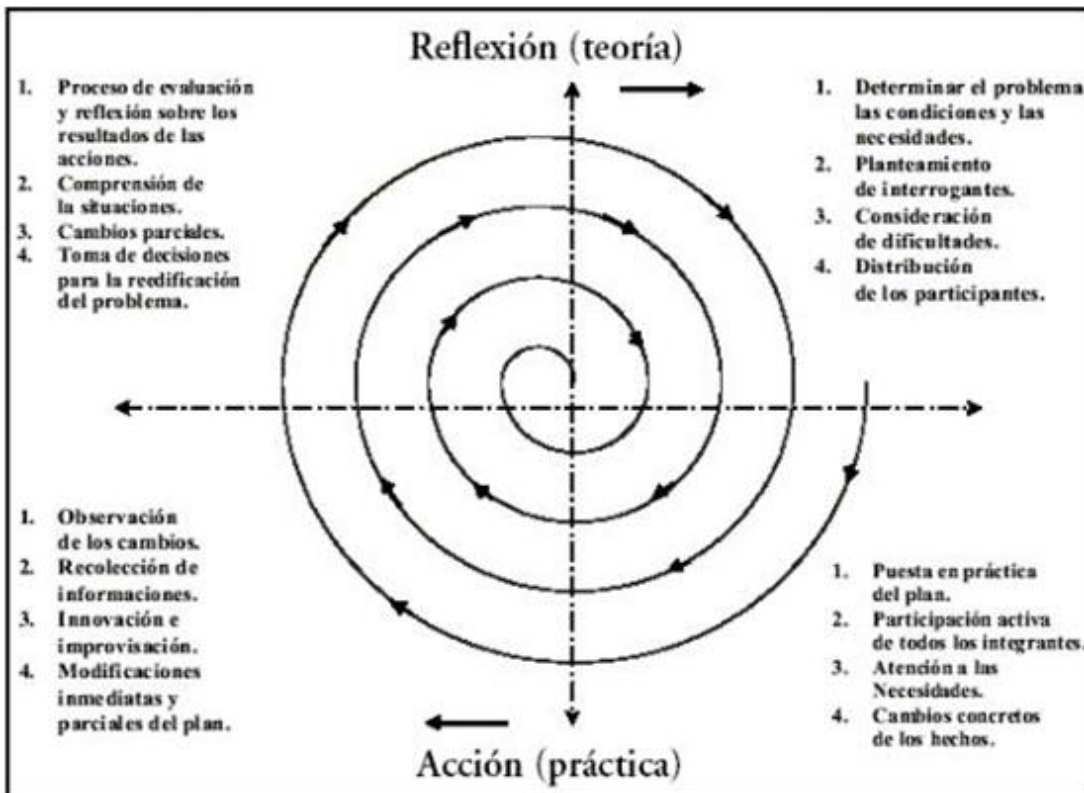 Reflexión (teoría)
1. Proceso de evaluación
y reflexión sobre los
resultados de las
acciones.
2. Comprensión de
la situaciones.
3. Cambios parciales.
4. Toma de decisiones
para la reedificación
del problema.
1. Determinar el problema
las condiciones y las
necesidades.
2. Planteamiento
de interrogantes.
3. Consideración
de dificultades.
4. Distribución
de los participantes.
1. Observación
de los cambios.
2. Recolección de
informaciones.
3. Innovación e
improvisación.
4. Modificaciones
inmediatas y
parciales del plan.
1. Puesta en práctica
del plan.
2. Participación activa
de todos los integrantes.
3. Atención a las
Necesidades.
4. Cambios concretos
de los hechos.
Acción (práctica)